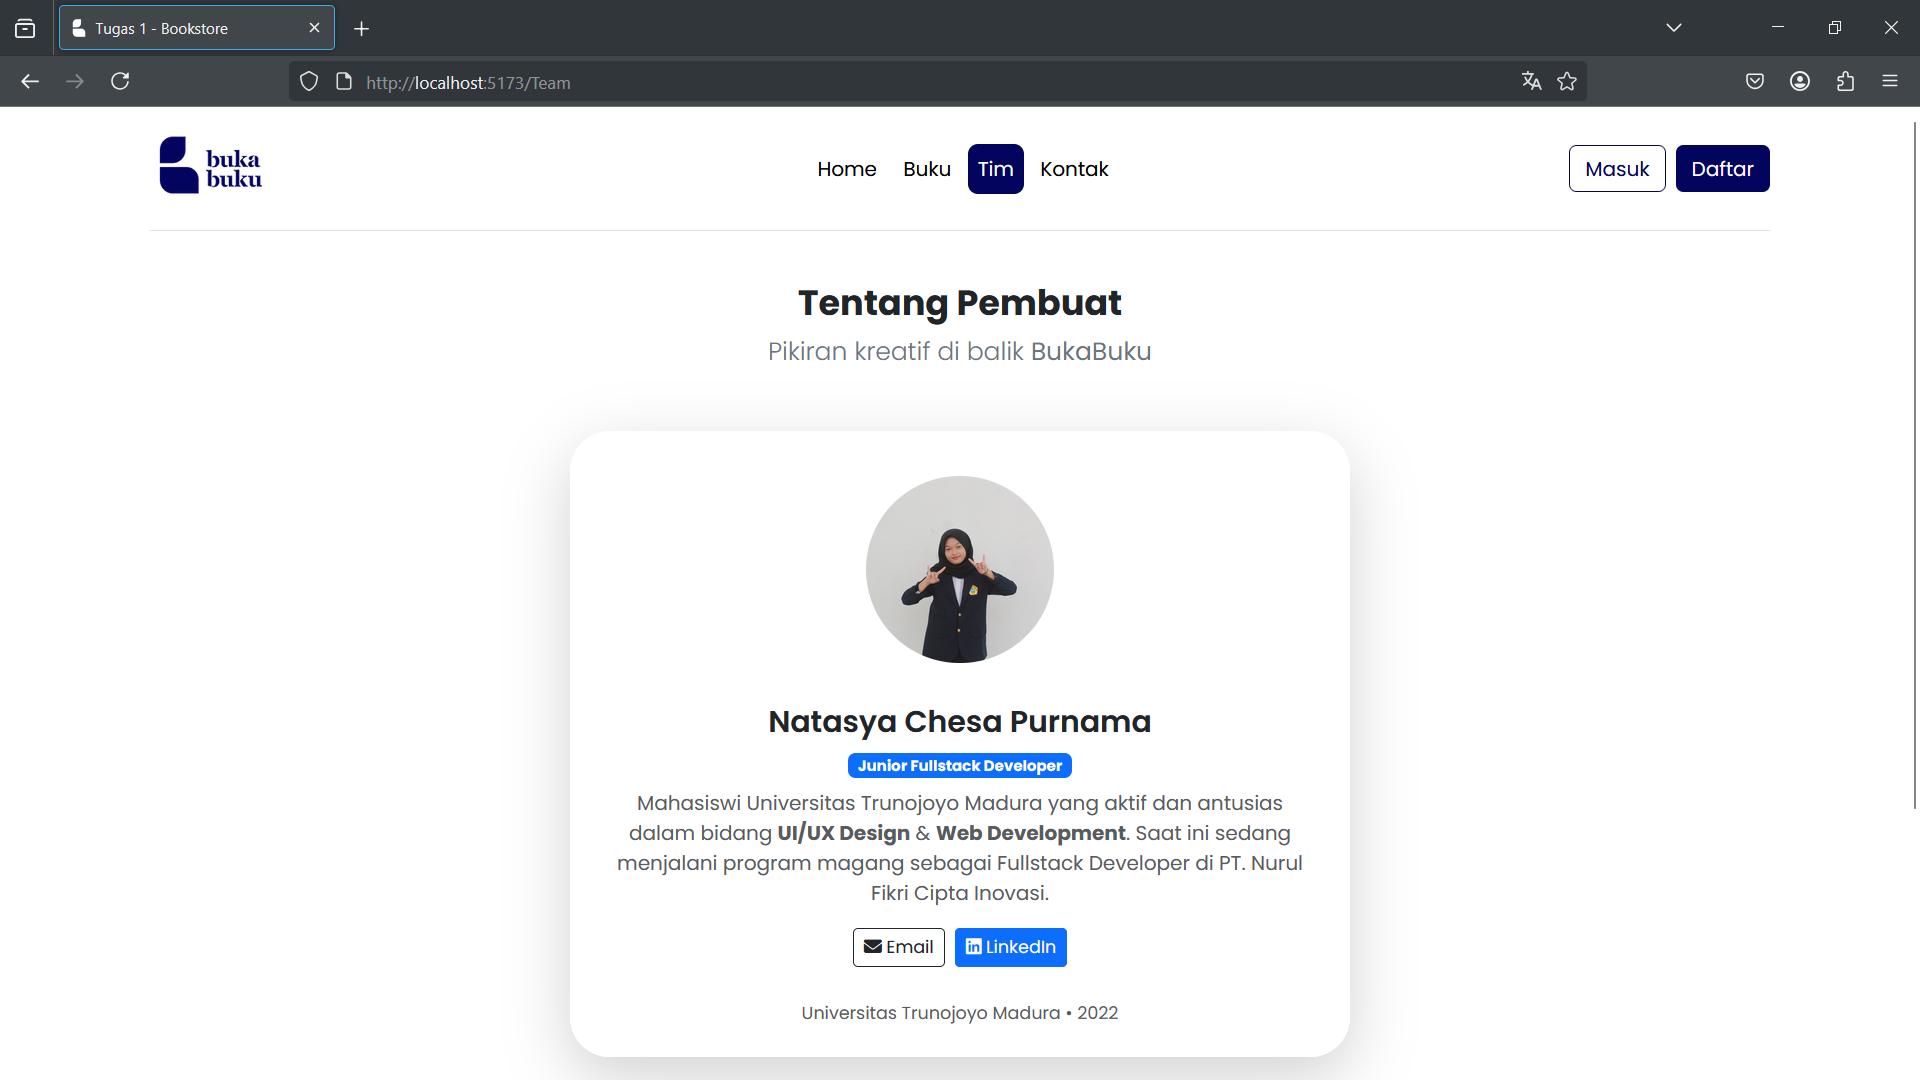 Tugas 1 - Bookstore
http://localhost:5173/Team
buka
buku
Home Buku Tim Kontak
Masuk Daftar
Tentang Pembuat
Pikiran kreatif di balik BukaBuku
Natasya Chesa Purnama
Junior Fullstack Developer
Mahasiswi Universitas Trunojoyo Madura yang aktif dan antusias
dalam bidang UI/UX Design & Web Development. Saat ini sedang
menjalani program magang sebagai Fullstack Developer di PT. Nurul
Fikri Cipta Inovasi.
Email LinkedIn
Universitas Trunojoyo Madura • 2022